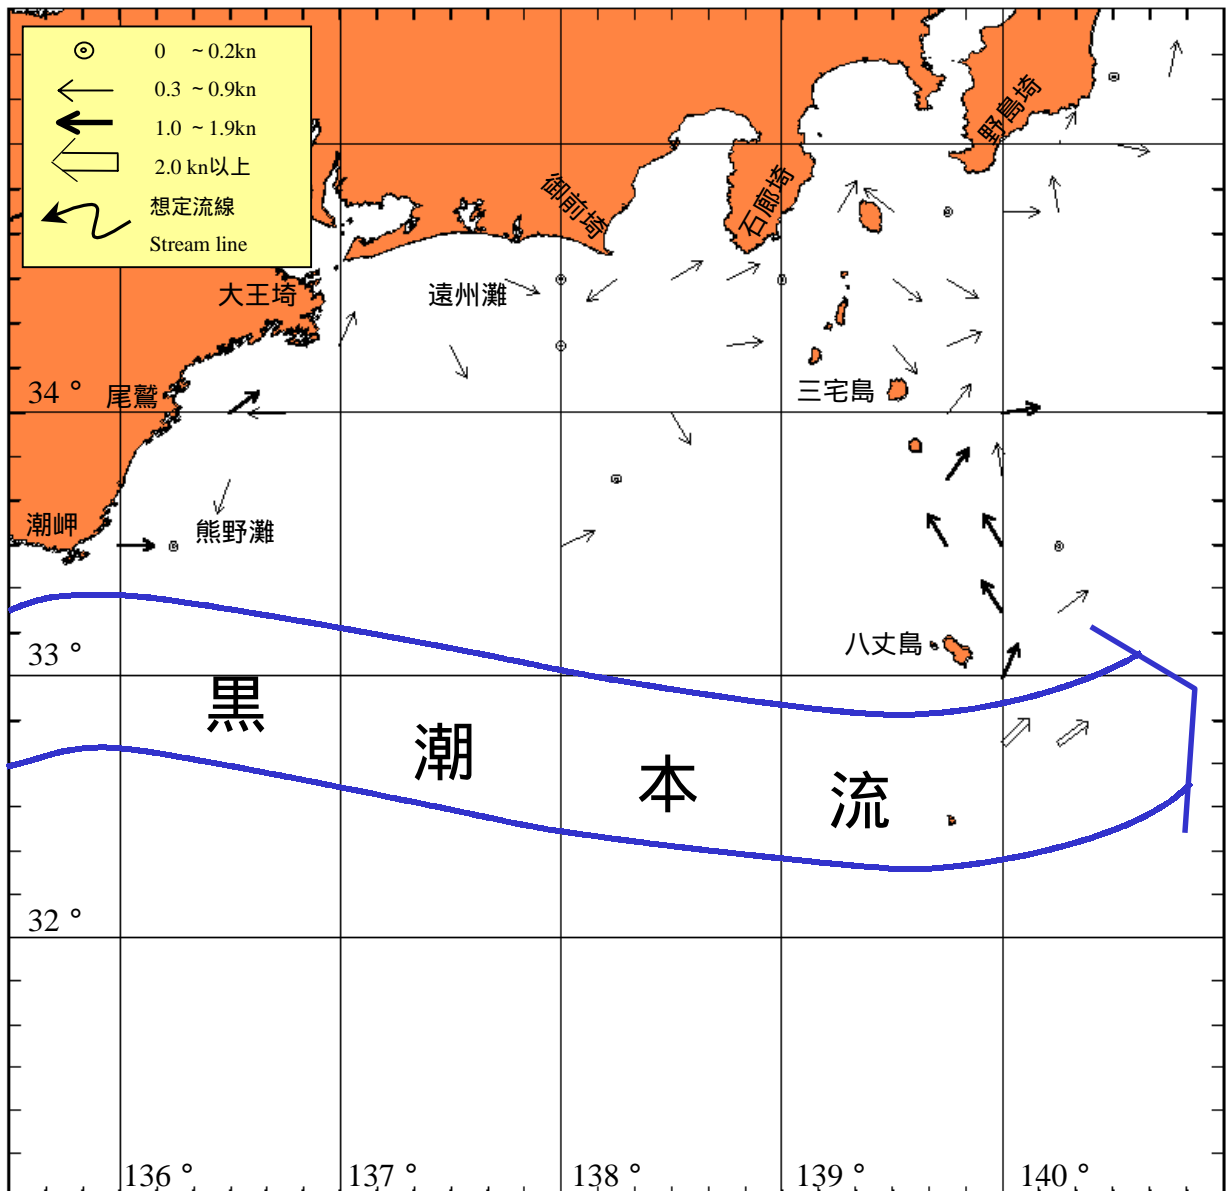 0 ~ 0.2kn
0.3 ~ 0.9kn
1.0 ~ 1.9kn
2.0 kn以上
想定流線
Stream line
野島埼
御前埼
石廊埼
大王埼
遠州灘
34 °
尾鷲
三宅島
潮岬
熊野灘
33 °
八丈島
黒潮本流
32 °
136 °
137 °
138 °
139 °
140 °